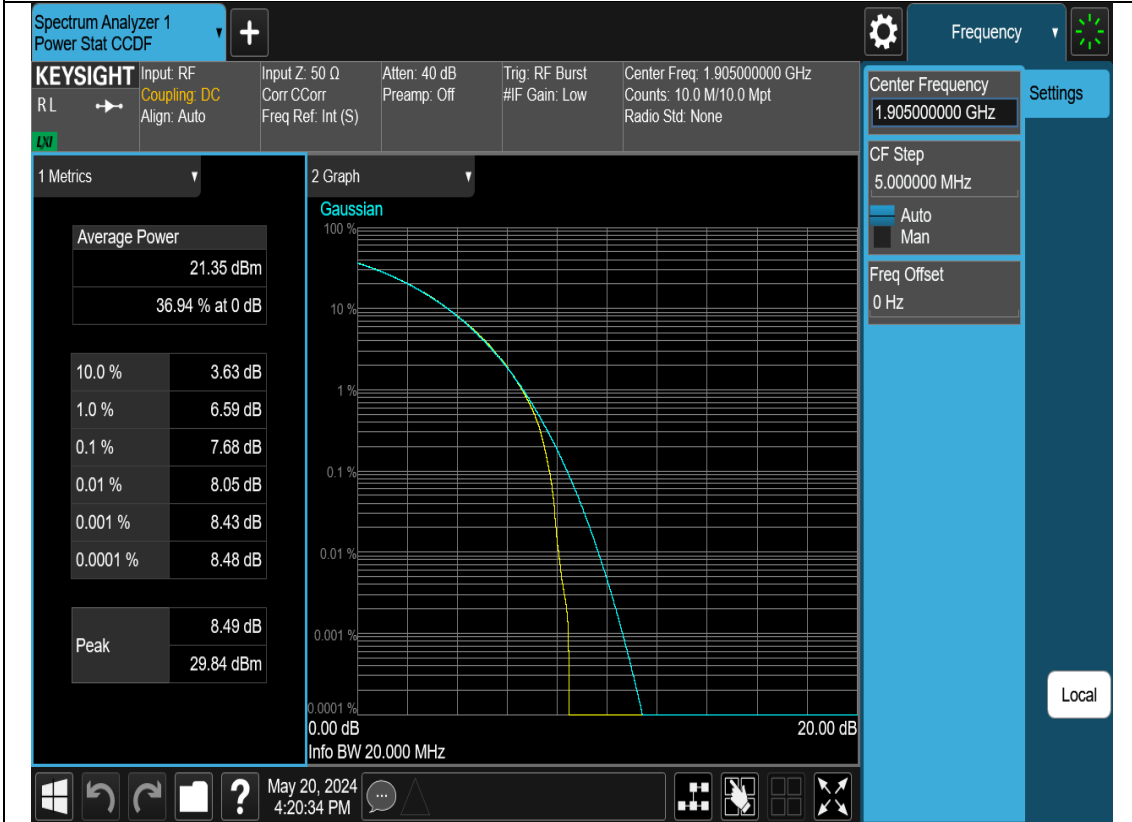 Spectrum Analyzer 1
Power Stat CCDF
Frequency
KEYSIGHT
RL
LXI
Input: RF
Coupling: DC
Align: Auto
Input Z: 50 Ω
Corr CCorr
Freq Ref: Int (S)
Atten: 40 dB
Preamp: Off
Trig: RF Burst
#IF Gain: Low
Center Freq: 1.905000000 GHz
Counts: 10.0 M/10.0 Mpt
Radio Std: None
Center Frequency
1.905000000 GHz
Settings
CF Step
5.000000 MHz
Auto
Man
Freq Offset
0 Hz
Local
1 Metrics
Average Power
21.35 dBm
36.94 % at 0 dB
10.0 % 3.63 dB
1.0 % 6.59 dB
0.1 % 7.68 dB
0.01 % 8.05 dB
0.001 % 8.43 dB
0.0001 % 8.48 dB
Peak
8.49 dB
29.84 dBm
2 Graph
Gaussian
100 %
10 %
1 %
0.1 %
0.01 %
0.001 %
0.0001 %
0.00 dB 20.00 dB
Info BW 20.000 MHz
?
May 20, 2024
4:20:34 PM